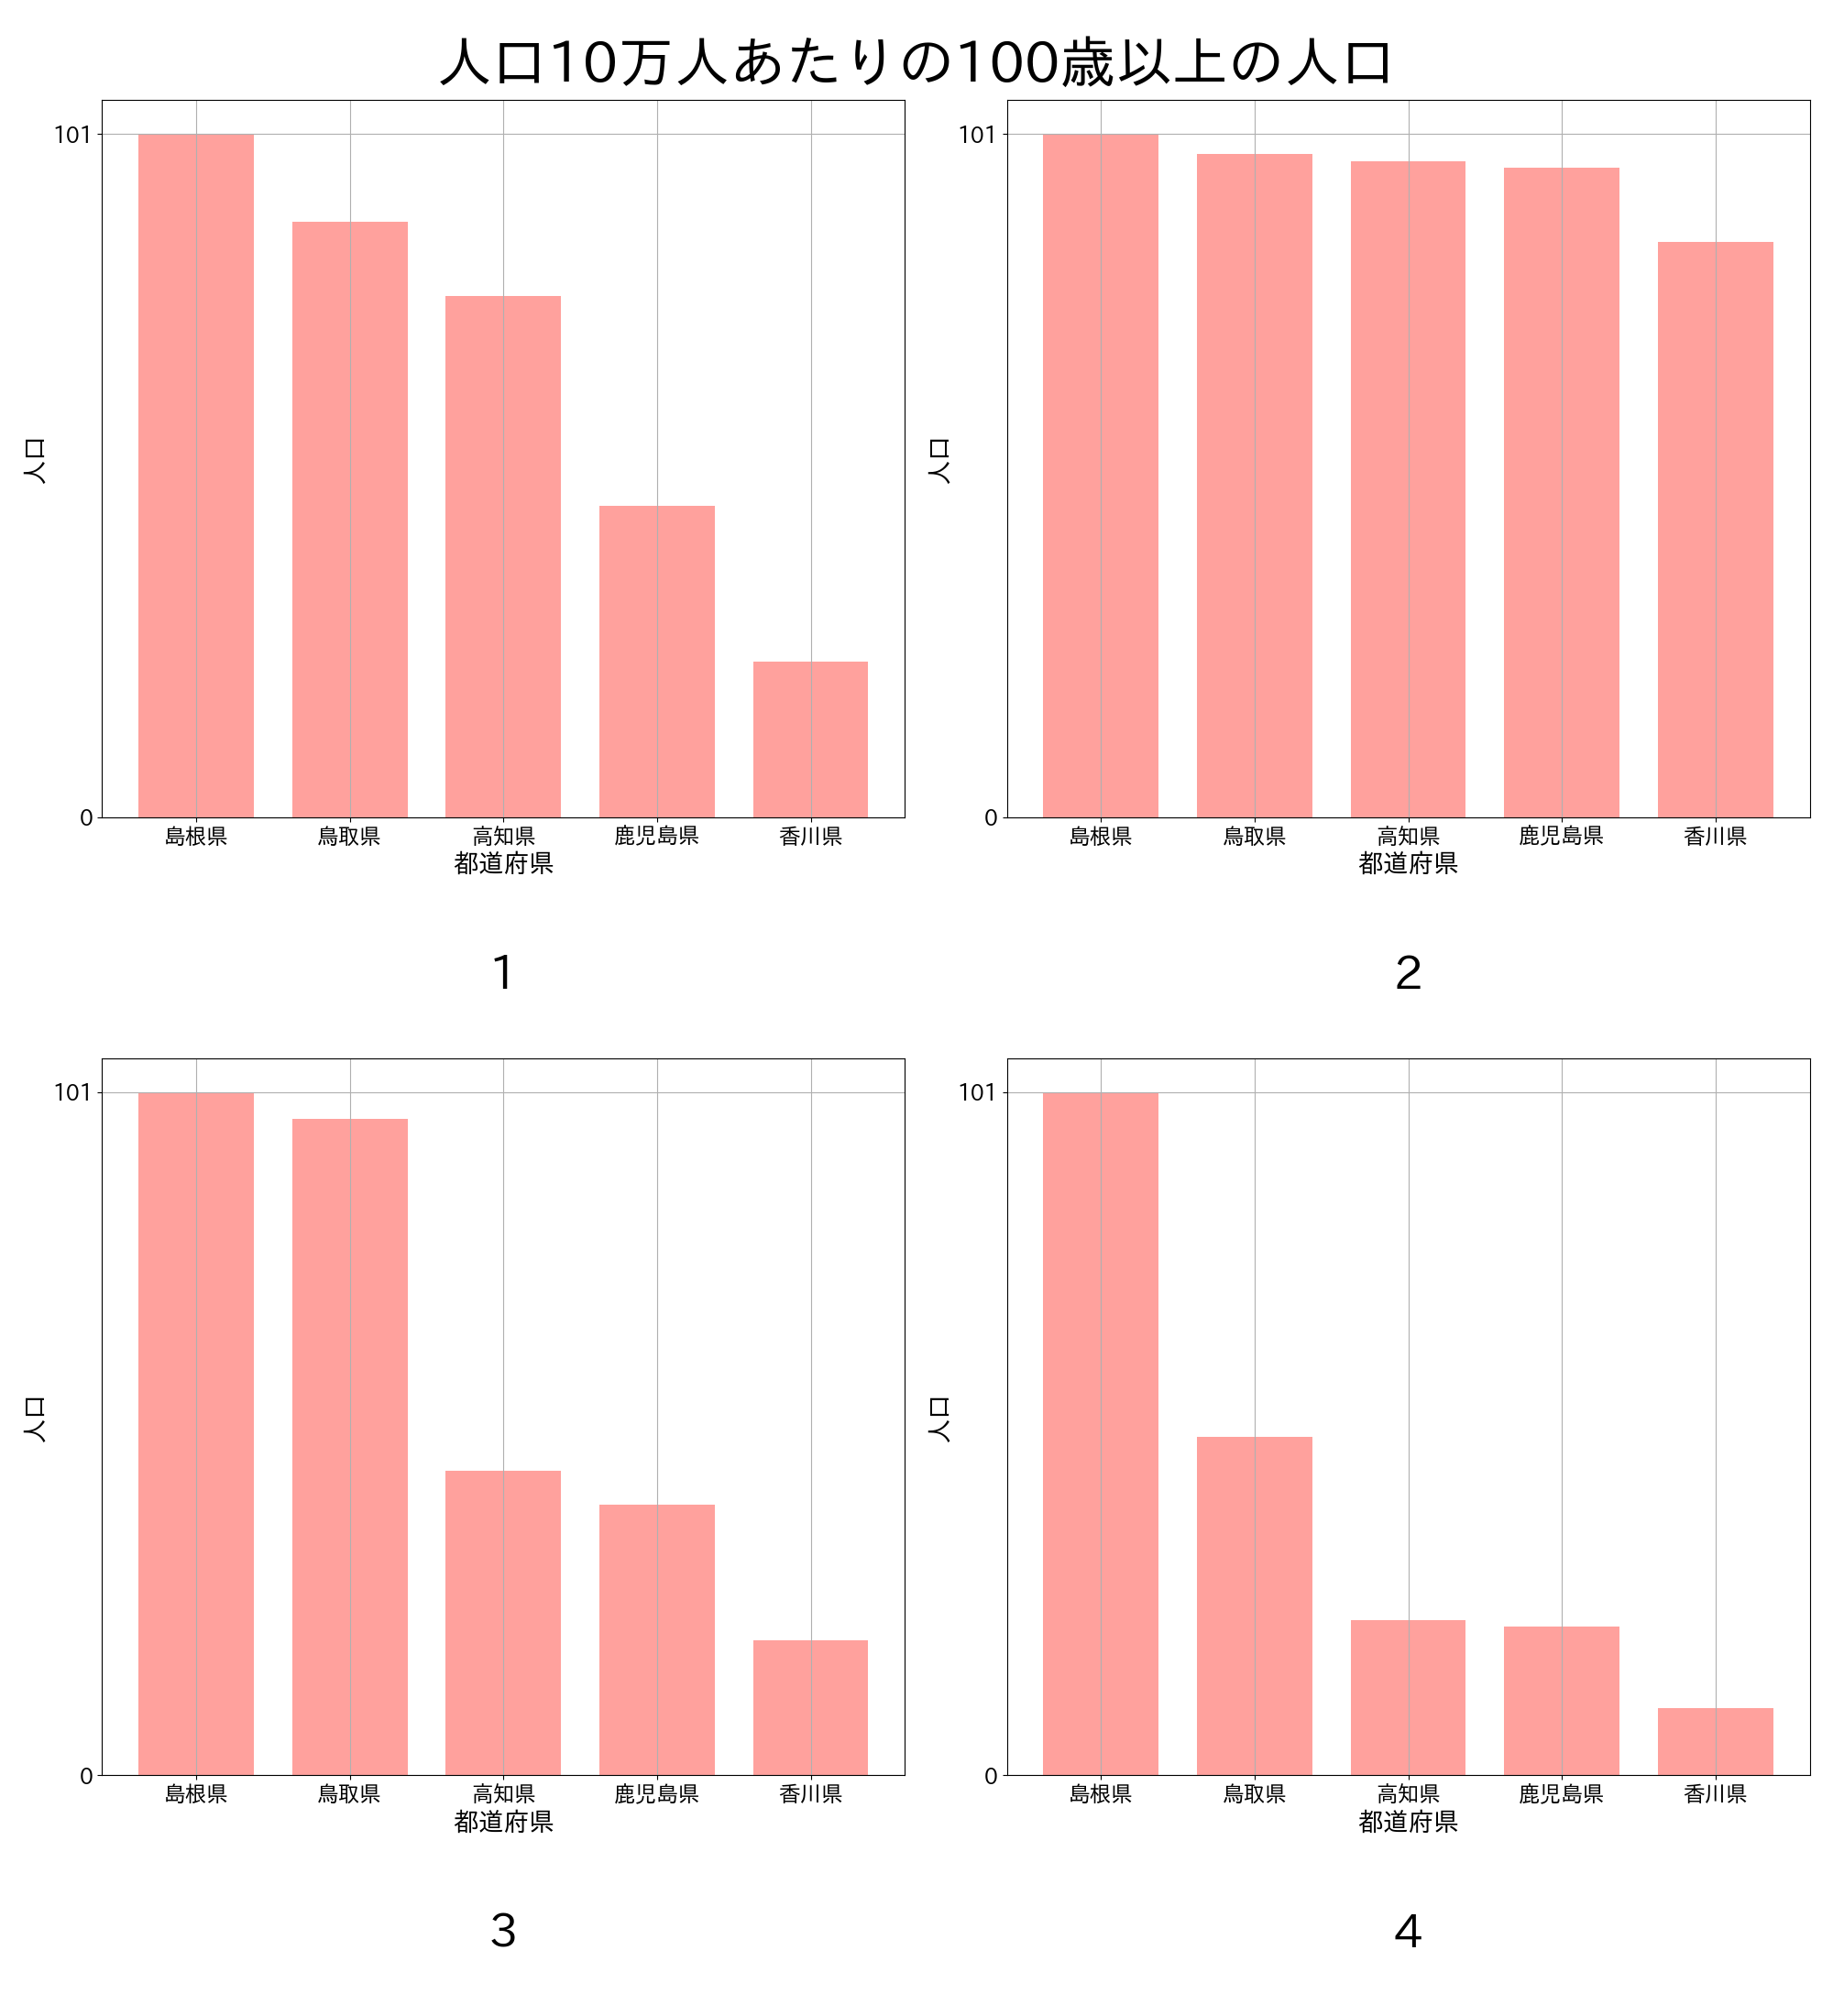 人口10万人あたりの100歳以上の人口
101
0
人口
島根県 鳥取県 高知県 鹿児島県 香川県
都道府県
1
101
0
人口
島根県 鳥取県 高知県 鹿児島県 香川県
都道府県
2
101
0
人口
島根県 鳥取県 高知県 鹿児島県 香川県
都道府県
3
101
0
人口
島根県 鳥取県 高知県 鹿児島県 香川県
都道府県
4